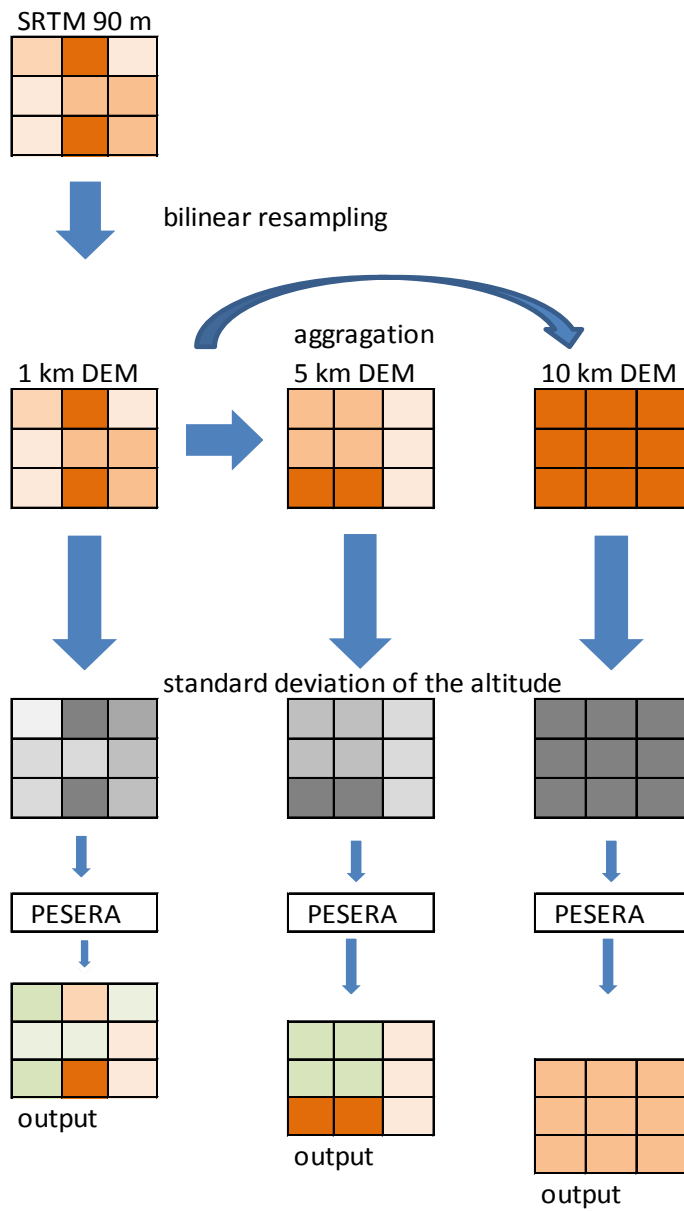 SRTM 90 m
bilinear resampling
aggragation
1 km DEM
5 km DEM
10 km DEM
standard deviation of the altitude
PESERA
PESERA
PESERA
output
output
output